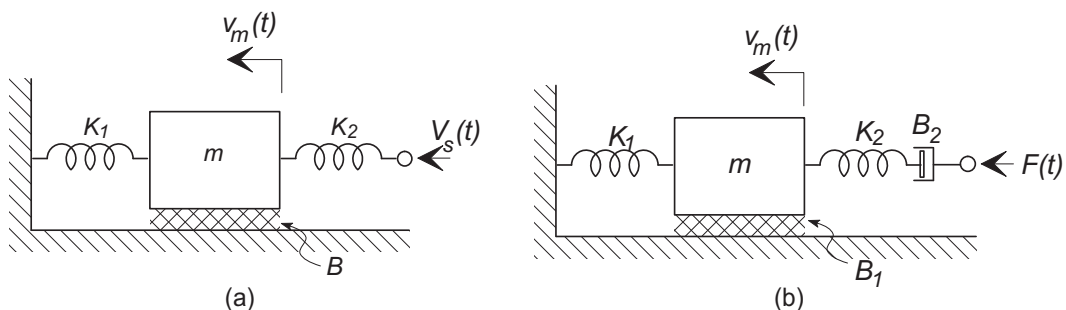 v_m(t)
K_1
m
K_2
V_s(t)
B
(a)
v_m(t)
K_1
m
K_2
B_2
F(t)
B_1
(b)